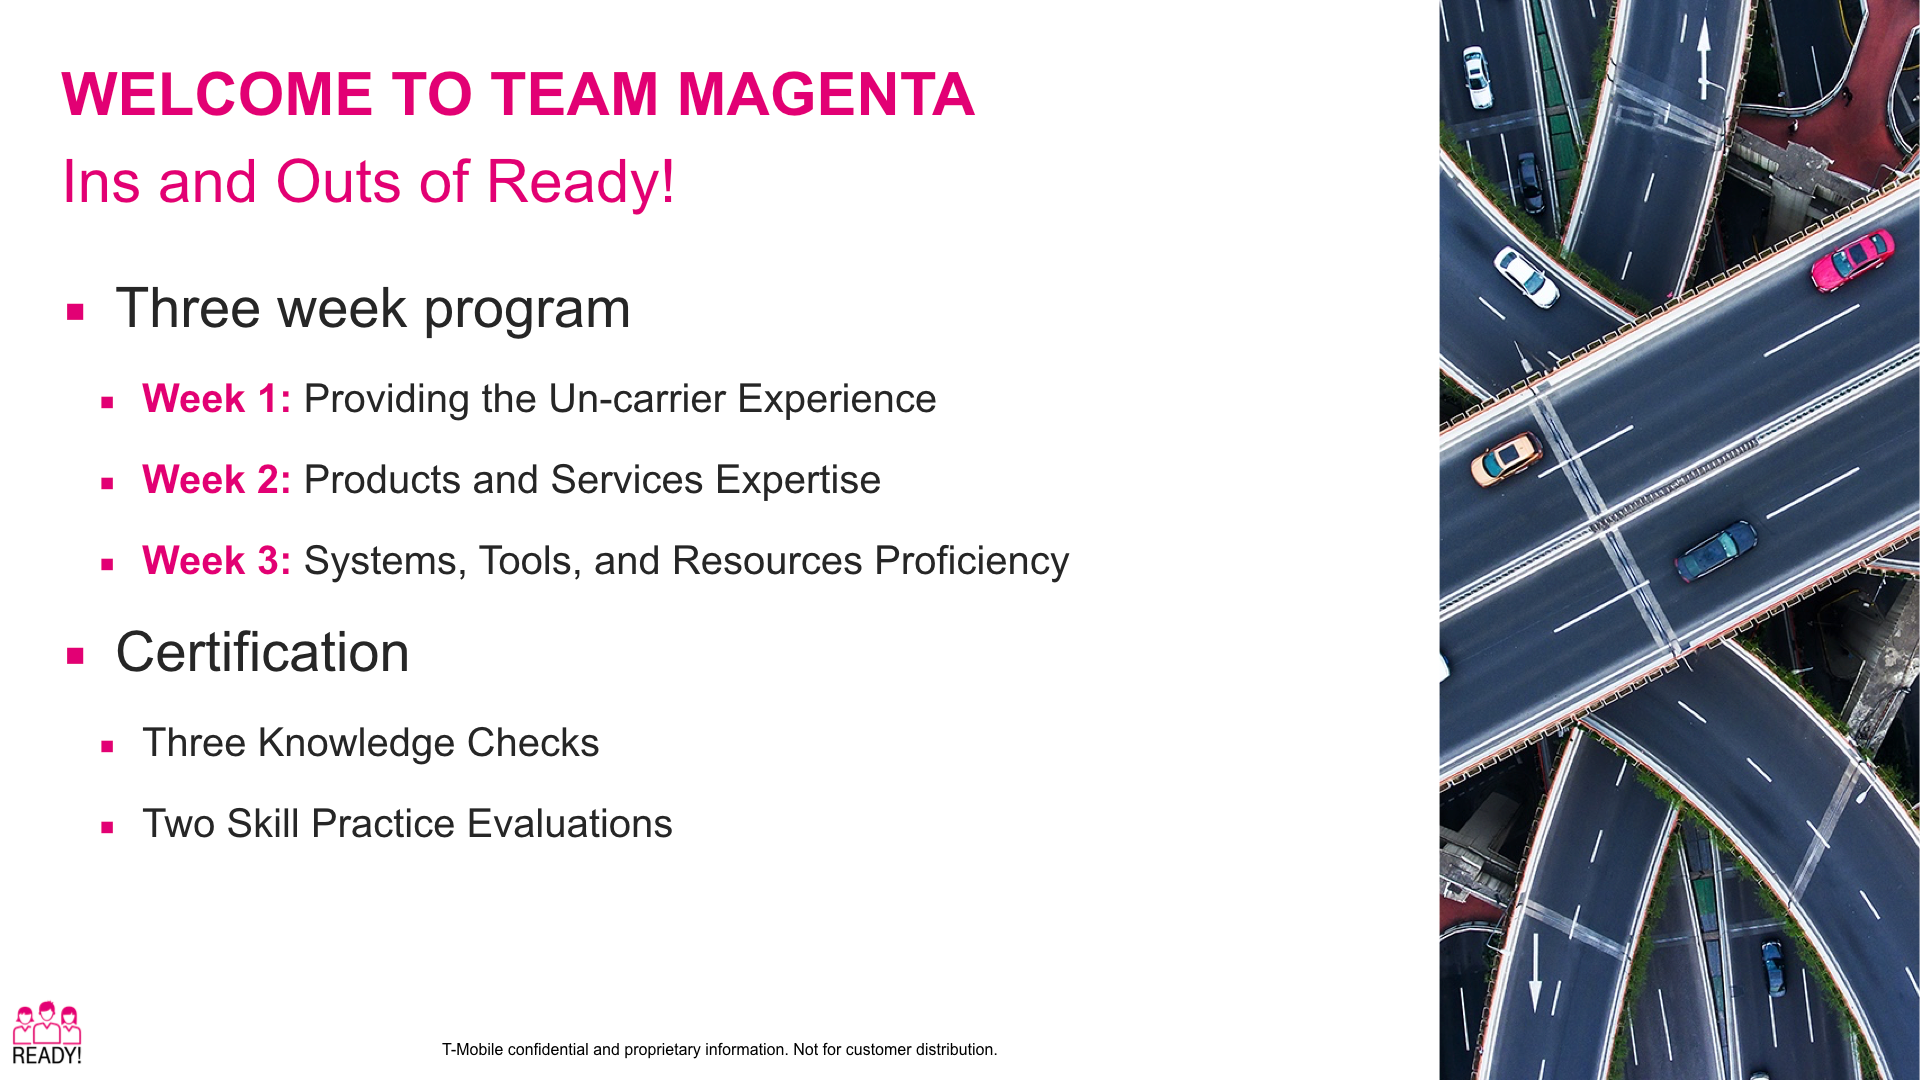 WELCOME TO TEAM MAGENTA
Ins and Outs of Ready!
Three week program
Week 1: Providing the Un-carrier Experience
Week 2: Products and Services Expertise
Week 3: Systems, Tools, and Resources Proficiency
Certification
Three Knowledge Checks
Two Skill Practice Evaluations
READY!
T-Mobile confidential and proprietary information. Not for customer distribution.